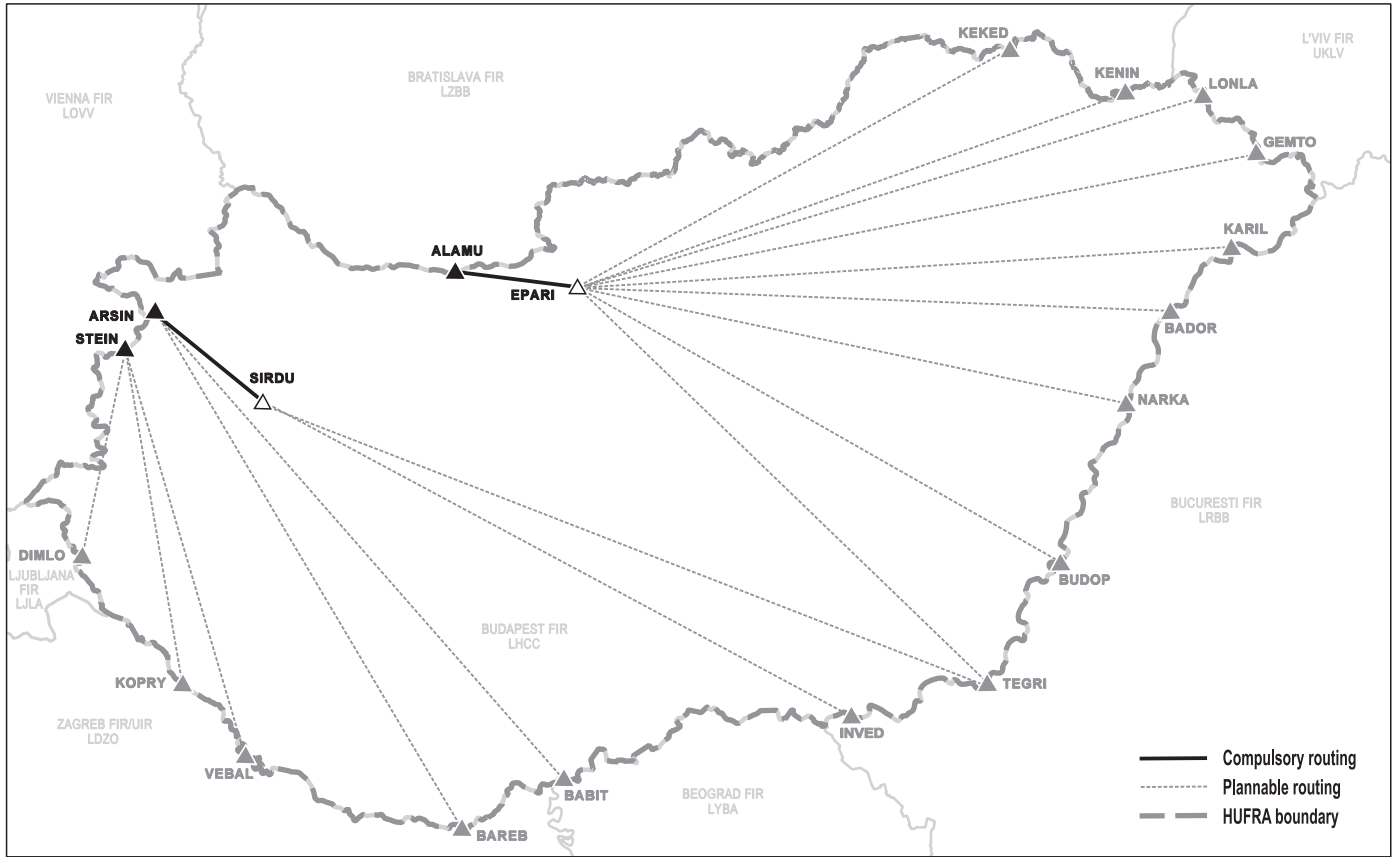 KEKED
L'VIV FIR
UKLV
BRATISLAVA FIR
LZBB
KENIN
LONLA
VIENNA FIR
LOVV
GEMTO
KARIL
ALAMU
EPARI
ARSIN
BADOR
STEIN
SIRDU
NARKA
BUCURESTI FIR
LRBB
DIMLO
LJUBLJANA
FIR
LJLA
BUDOP
BUDAPEST FIR
LHCC
KOPRY
TEGRI
ZAGREB FIR/UIR
LDZO
INVED
VEBAL
BABIT
BEOGRAD FIR
LYBA
BAREB
Compulsory routing
Plannable routing
HUFRA boundary